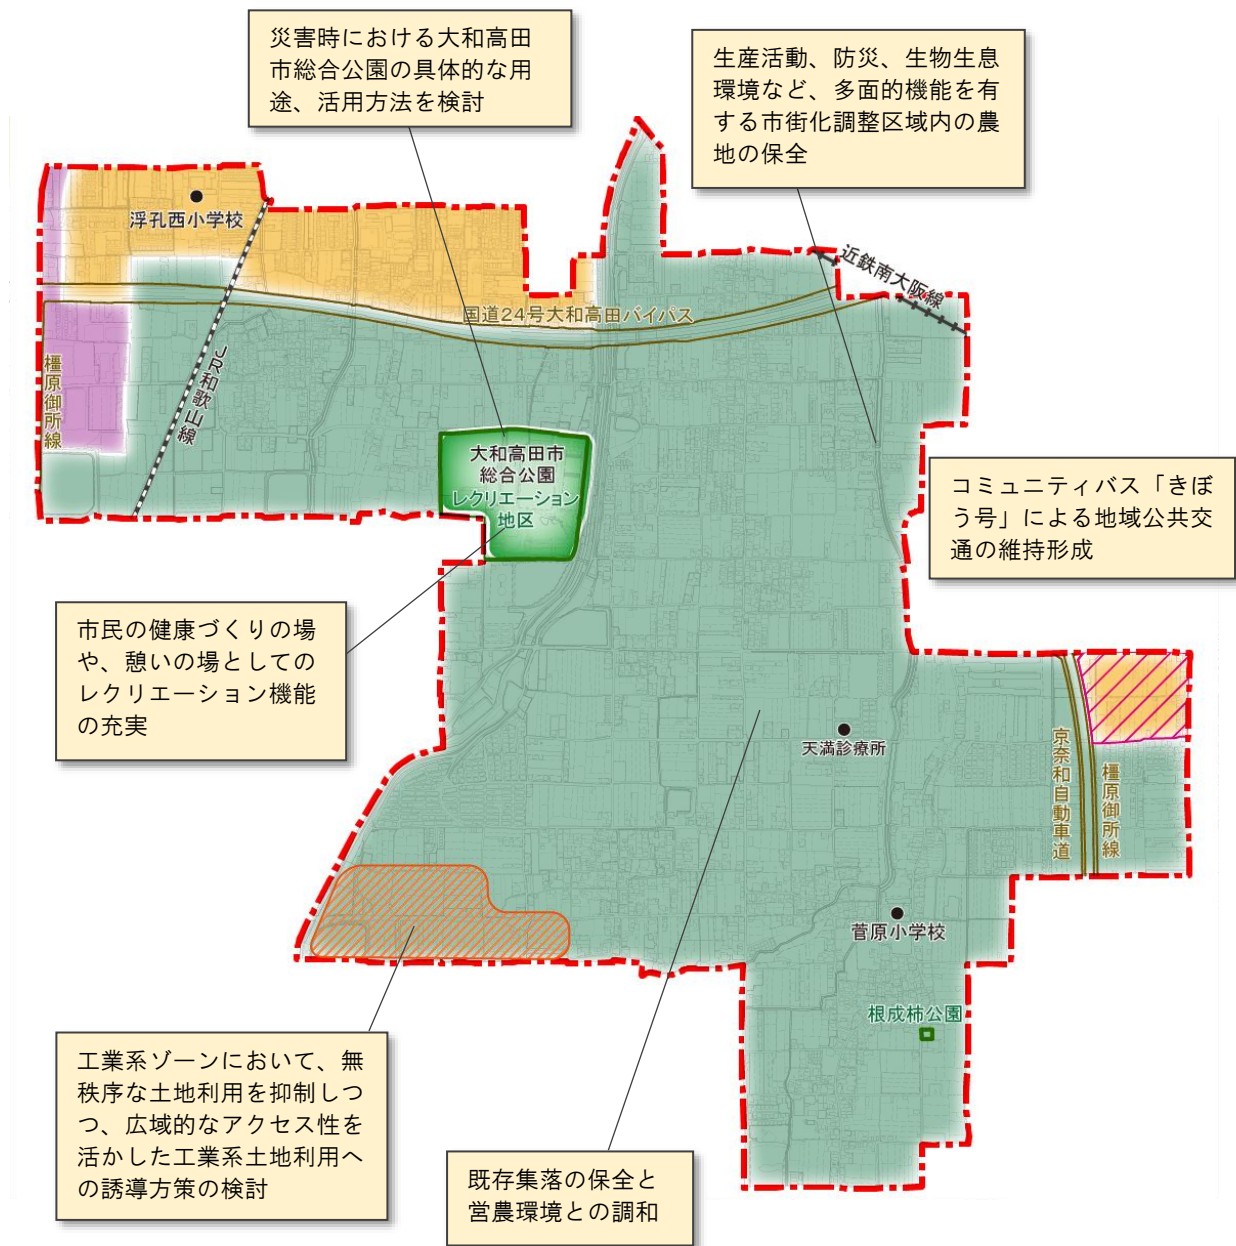 災害時における大和高田
市総合公園の具体的な用
途、活用方法を検討
生産活動、防災、生物生息
環境など、多面的機能を有
する市街化調整区域内の農
地の保全
浮孔西小学校
近鉄南大阪線
国道24号大和高田バイパス
橿原御所線
JR和歌山線
大和高田市
総合公園
レクリエーション
地区
コミュニティバス「きぼ
う号」による地域公共交
通の維持形成
市民の健康づくりの場
や、憩いの場としての
レクリエーション機能
の充実
天満診療所
京奈和自動車道
橿原御所線
菅原小学校
根成柿公園
工業系ゾーンにおいて、無
秩序な土地利用を抑制しつ
つ、広域的なアクセス性を
活かした工業系土地利用へ
の誘導方策の検討
既存集落の保全と
営農環境との調和